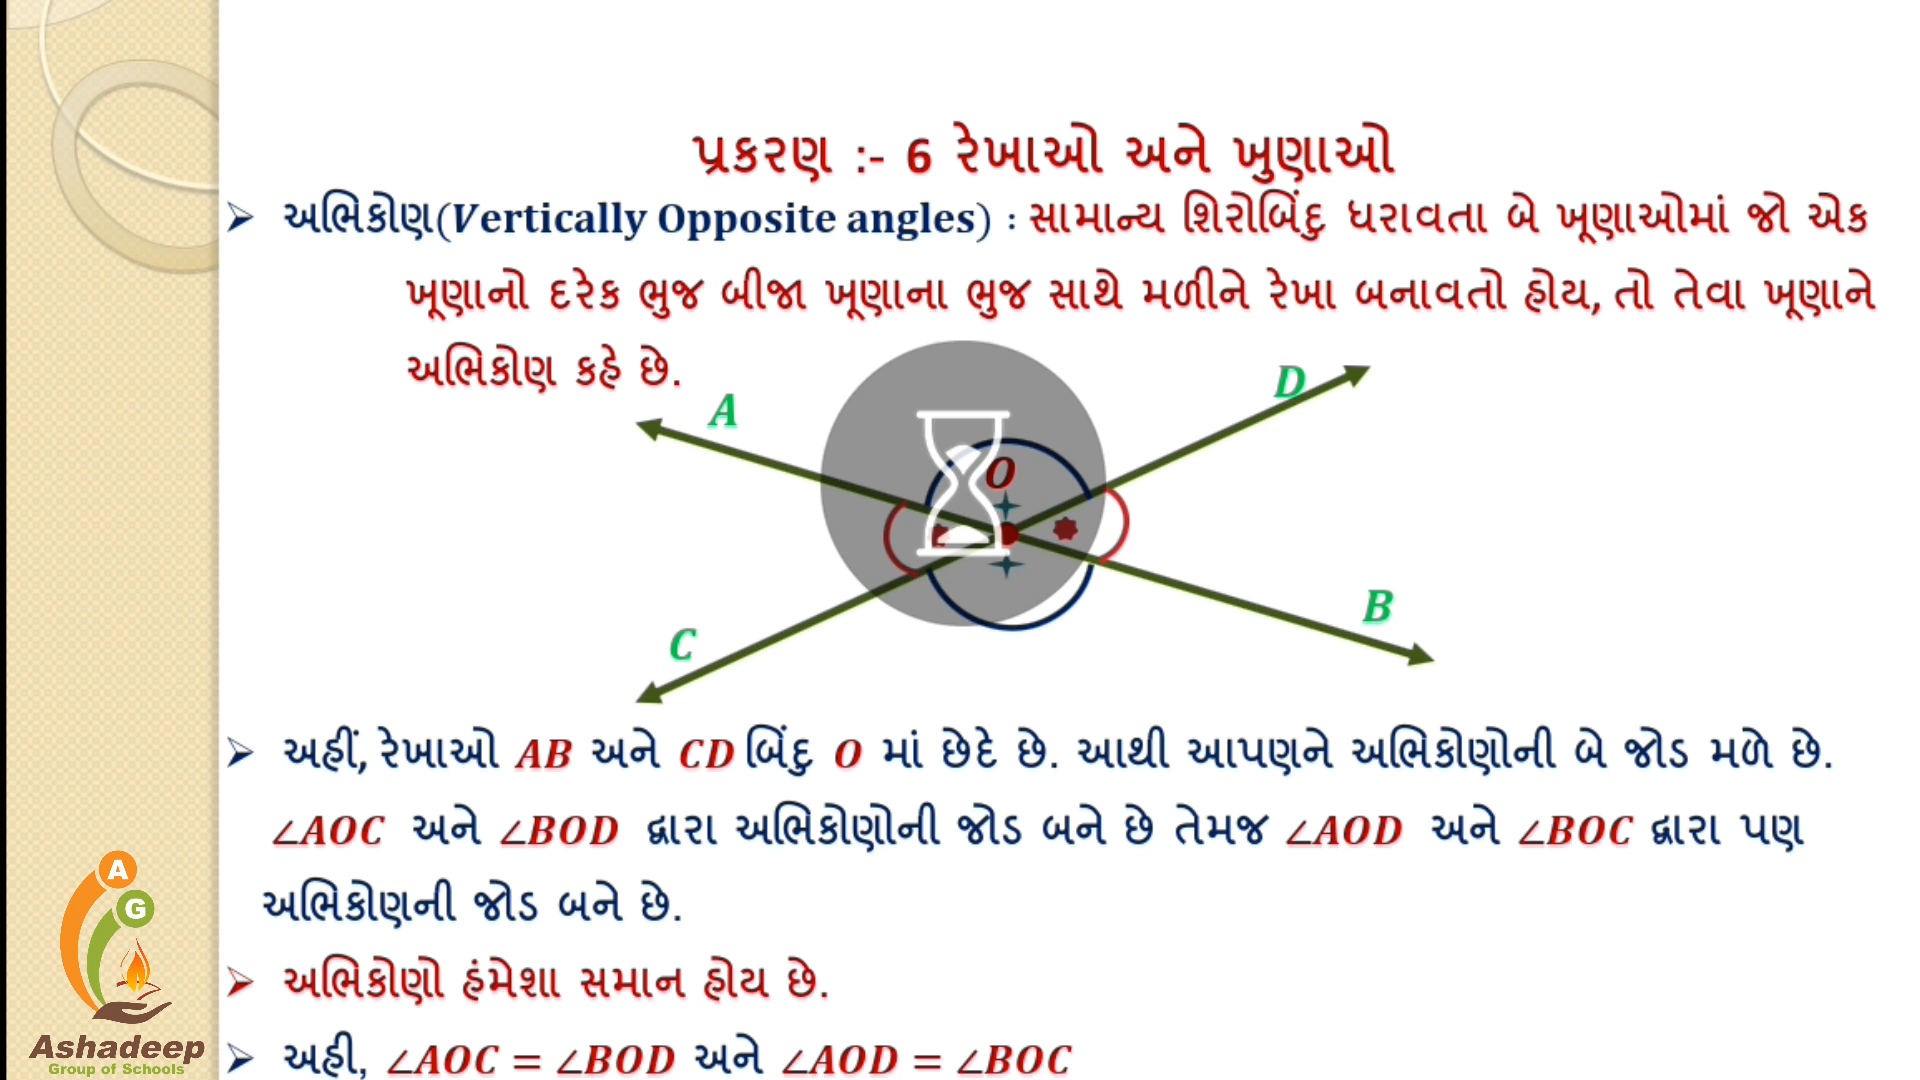 પ્રકરણ :- 6 રેખાઓ અને ખુણાઓ
➢ અભિકોણ(Vertically Opposite angles) : સામાન્ય શિરોબિંદુ ધરાવતા બે ખૂણાઓમાં જો એક
ખૂણાનો દરેક ભુજ બીજા ખૂણાના ભુજ સાથે મળીને રેખા બનાવતો હોય, તો તેવા ખૂણાને
અભિકોણ કહે છે.
A
D
O
C
B
➢ અહીં, રેખાઓ AB અને CD બિંદુ O માં છેદે છે. આથી આપણને અભિકોણોની બે જોડ મળે છે.
∠AOC અને ∠BOD દ્વારા અભિકોણોની જોડ બને છે તેમજ ∠AOD અને ∠BOC દ્વારા પણ
અભિકોણની જોડ બને છે.
➢ અભિકોણો હંમેશા સમાન હોય છે.
➢ અહી, ∠AOC = ∠BOD અને ∠AOD = ∠BOC
A
G
Ashadeep
Group of Schools